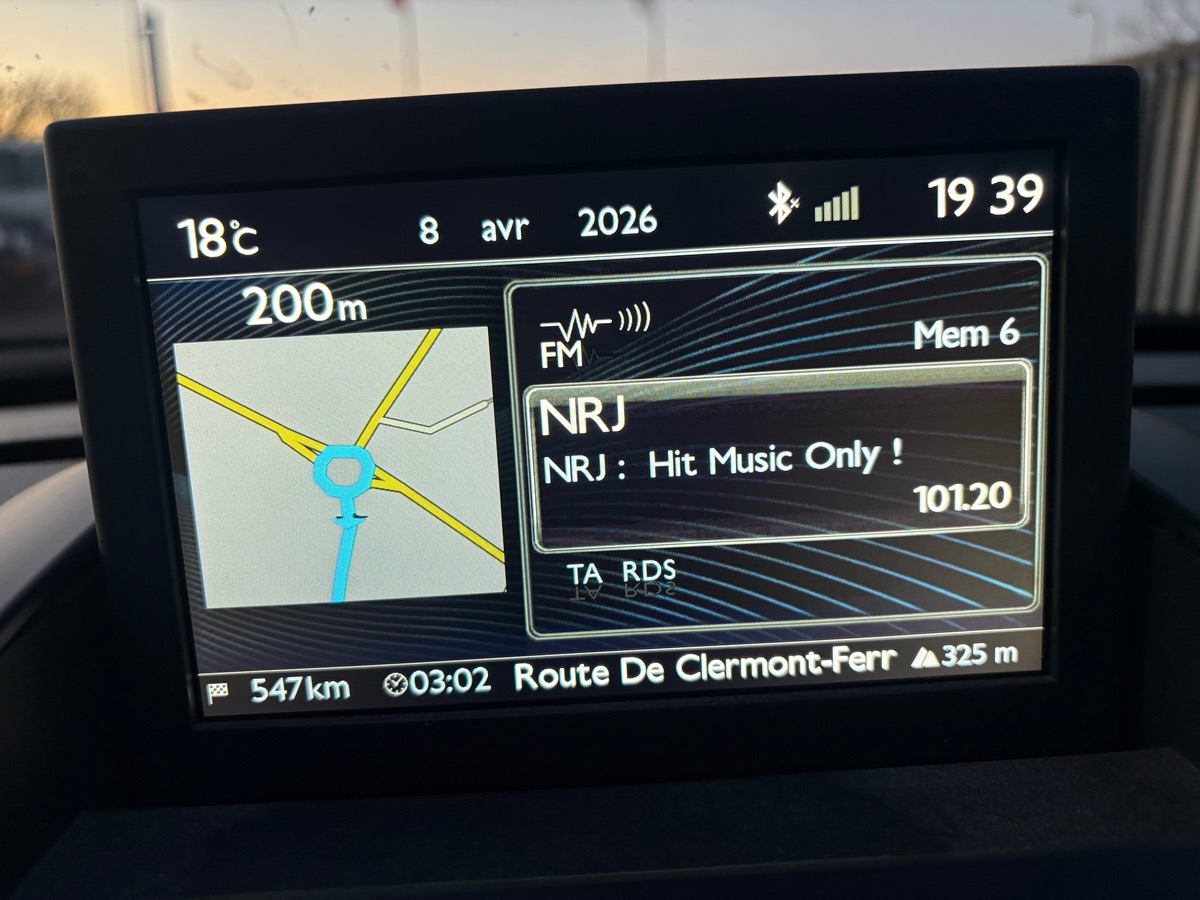 18°C 8 avr 2026 19 39
200m
FM
Mem 6
NRJ
NRJ : Hit Music Only !
101.20
TA RDS
547km 03:02 Route De Clermont-Ferr 325 m